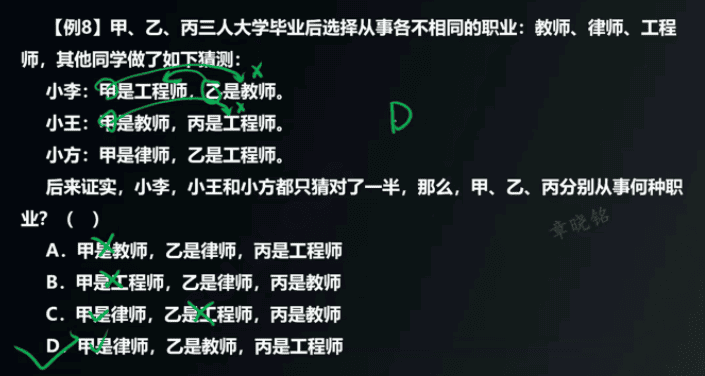 【例8】甲、乙、丙三人大学毕业后选择从事各不相同的职业：教师、律师、工程
师，其他同学做了如下猜测：
小李：甲是工程师，乙是教师。
小王：甲是教师，丙是工程师。
小方：甲是律师，乙是工程师。
D
后来证实，小李，小王和小方都只猜对了一半，那么，甲、乙、丙分别从事何种职
业？（ ）
章晓铭
A．甲是教师，乙是律师，丙是工程师
B．甲是工程师，乙是律师，丙是教师
C．甲是律师，乙是工程师，丙是教师
D．甲是律师，乙是教师，丙是工程师